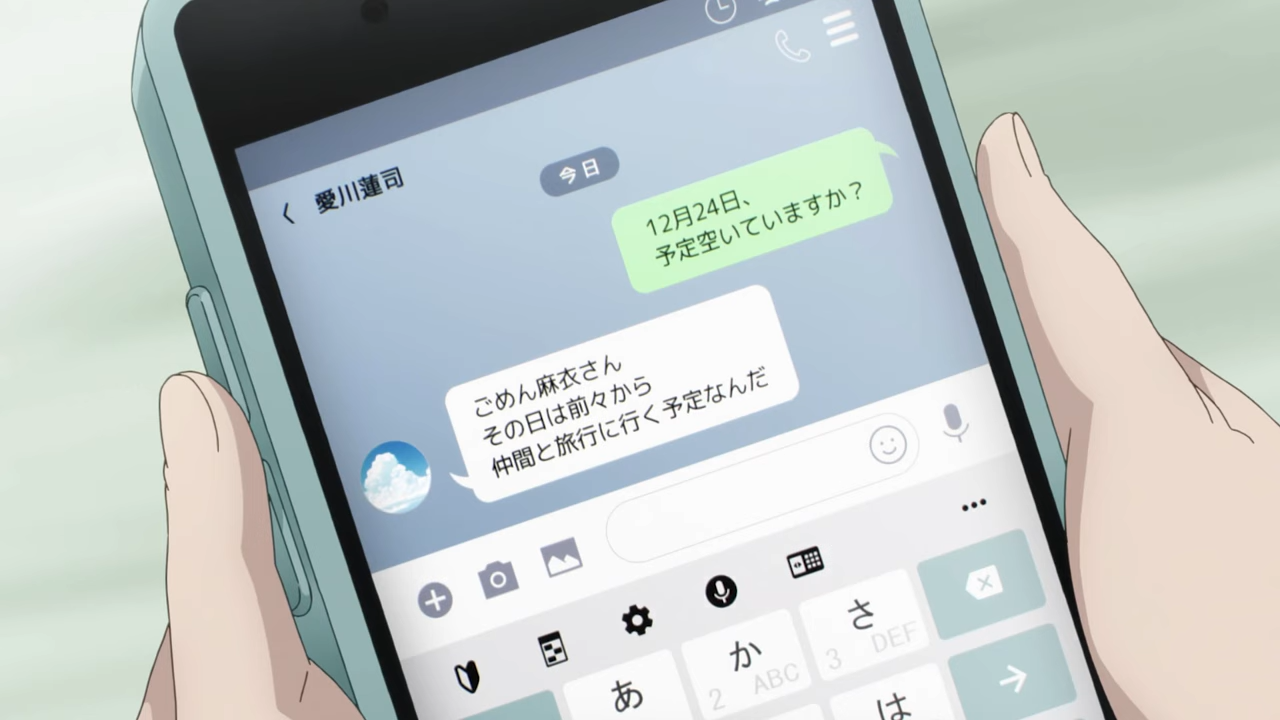 愛川蓮司
今日
12月24日、
予定空いていますか？
ごめん麻衣さん
その日は前々から
仲間と旅行に行く予定なんだ
あ
か
2 ABC
さ
3 DEF
は